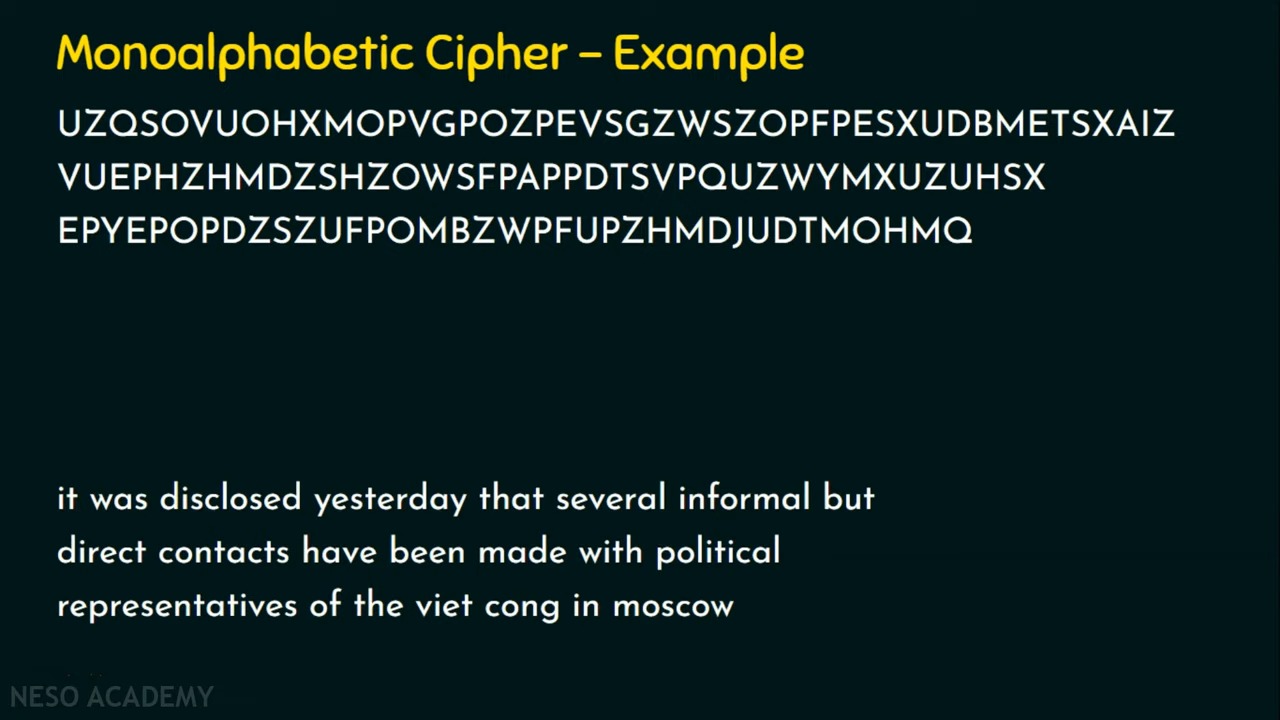 Monoalphabetic Cipher – Example
UZQSOVUOHXMOPVGPOZPEVSGZWSZOPFPESXUDBMETSXAIZ
VUEPHZHMDZSHZOWSFPAPPDTSVPQUZWYMXUZUHSX
EPYEPOPDZSZUFPOMBZWPFUPZHMDJUDTMOHMQ
it was disclosed yesterday that several informal but
direct contacts have been made with political
representatives of the viet cong in moscow
NESO ACADEMY